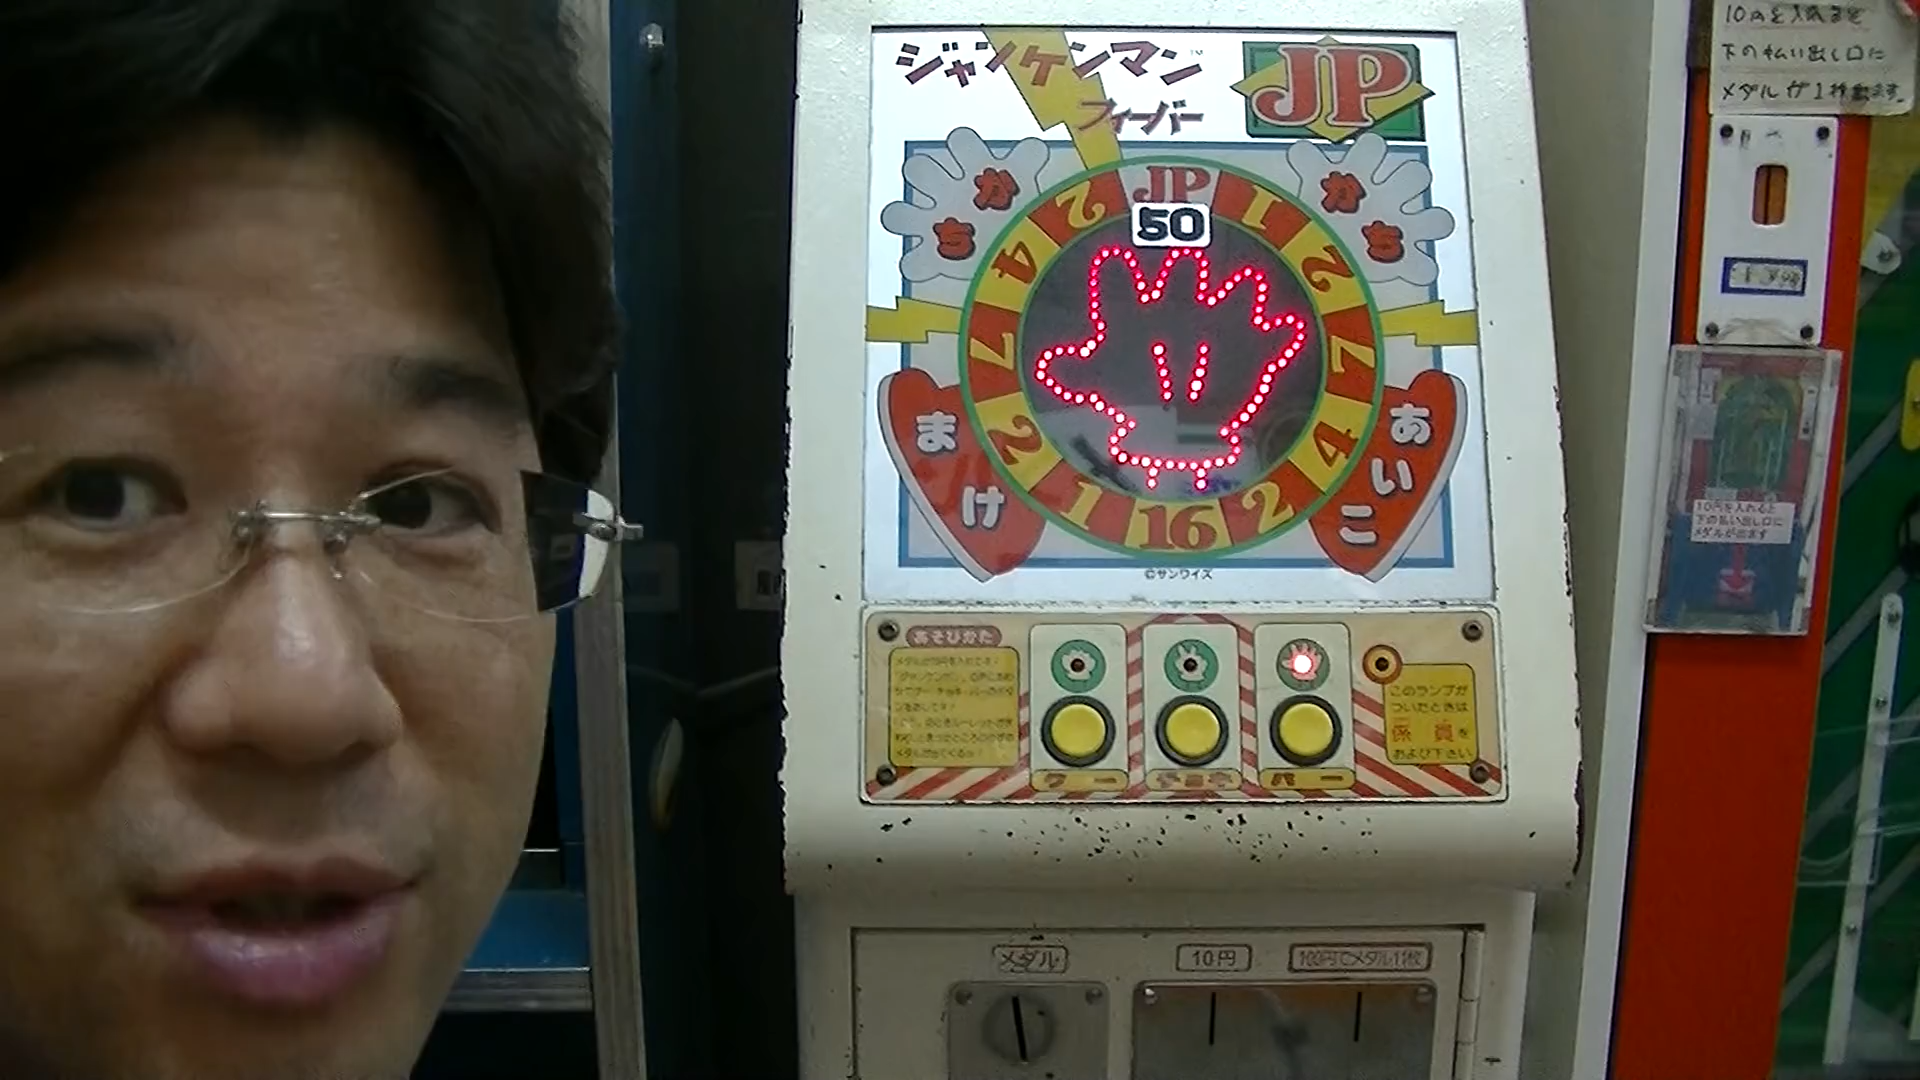 ジャンケンマン
フィーバー
JP
かち
かち
JP
50
1
2
7
4
2
16
1
2
7
4
2
まけ
あいこ
©サンワイズ
あそびかた
グー
チョキ
パー
このランプが
ついたときは
係員を
および下さい
メダル
10円
100円でメダル11枚
10円を入れると
下の払い出し口に
メダルが1枚出ます。
10円を入れると
下の払い出し口に
メダルが出ます